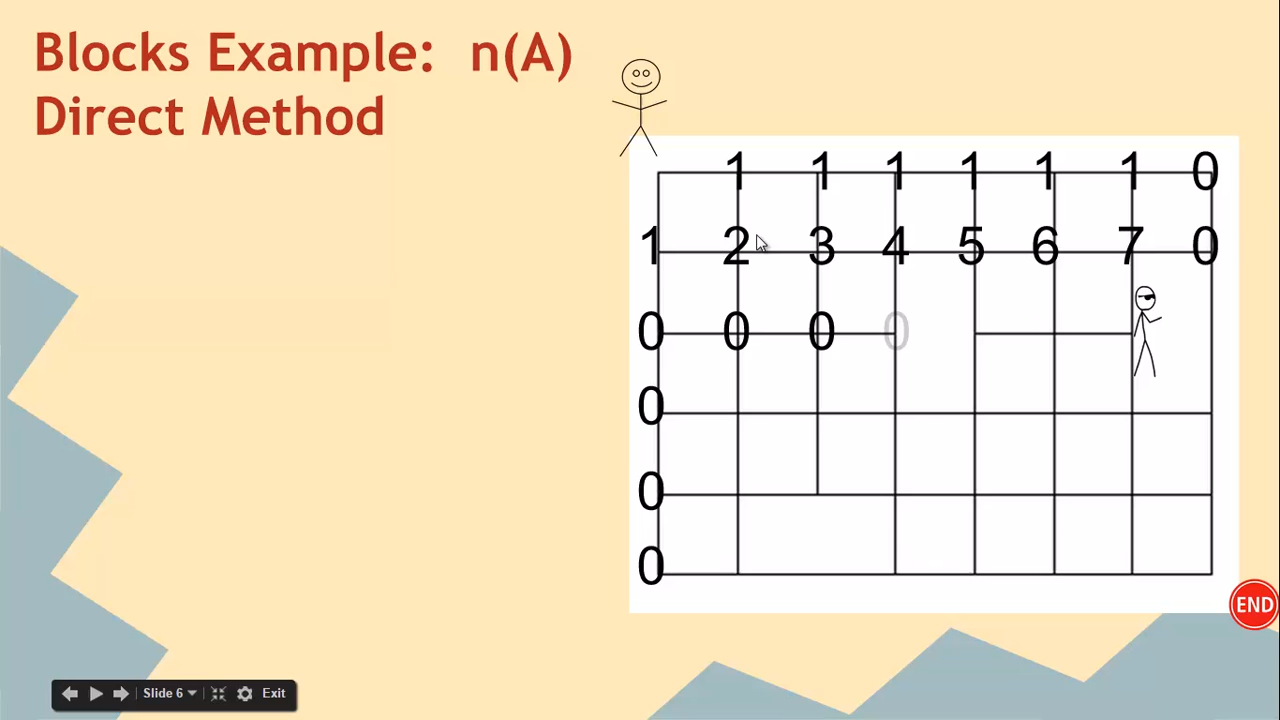 Blocks Example: n(A)
Direct Method
1 1 1 1 1 1 0
1 2 3 4 5 6 7 0
0 0 0 0
0
0
0
END
Slide 6
Exit